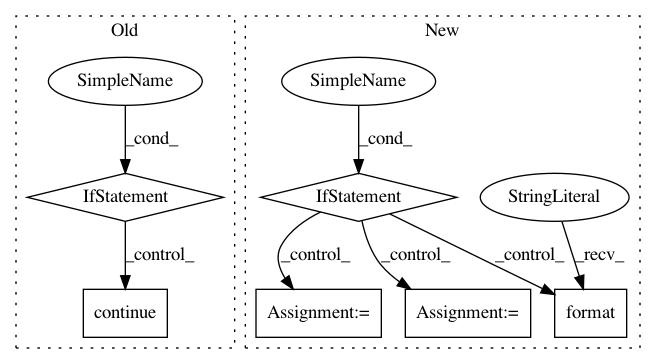 Old
New
SimpleName
SimpleName
_cond_
_cond_
IfStatement
IfStatement
StringLiteral
_control_
_control_
_control_
_control_
_recv_
continue
Assignment:=
Assignment:=
format